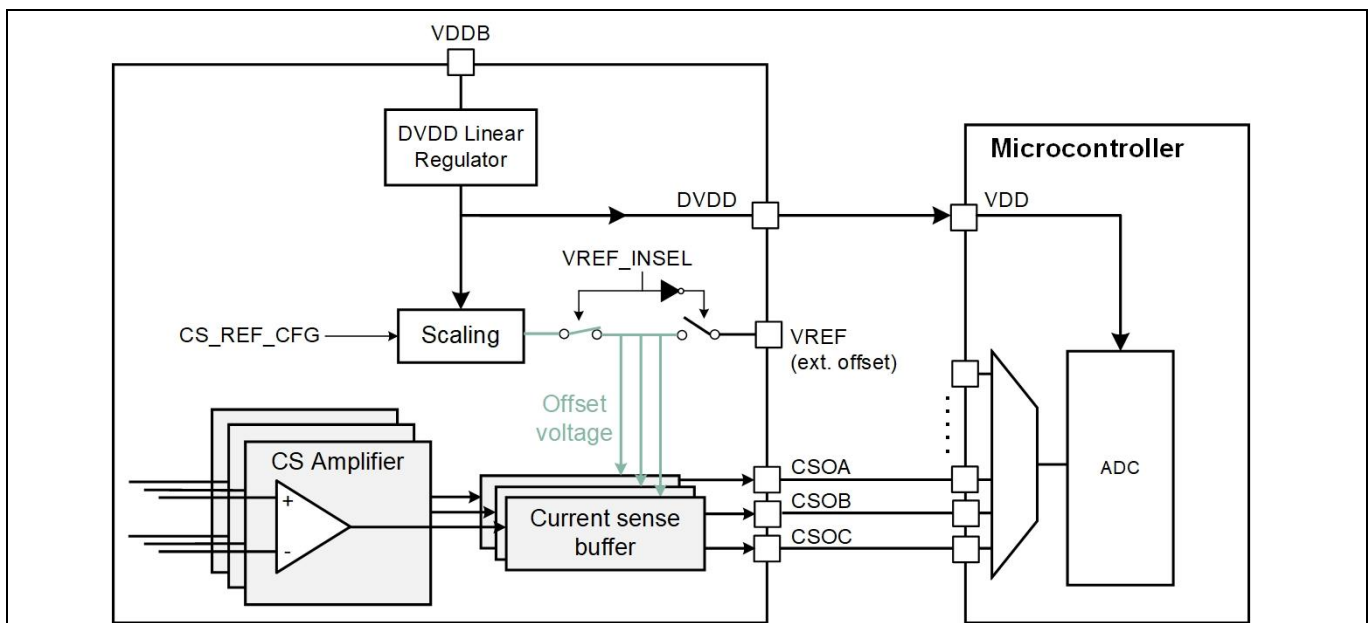 VDDB
DVDD Linear
Regulator
Microcontroller
DVDD
VDD
VREF_INSEL
CS_REF_CFG
Scaling
VREF
(ext. offset)
Offset
voltage
CS Amplifier
+
-
Current sense
buffer
CSOA
CSOB
CSOC
ADC